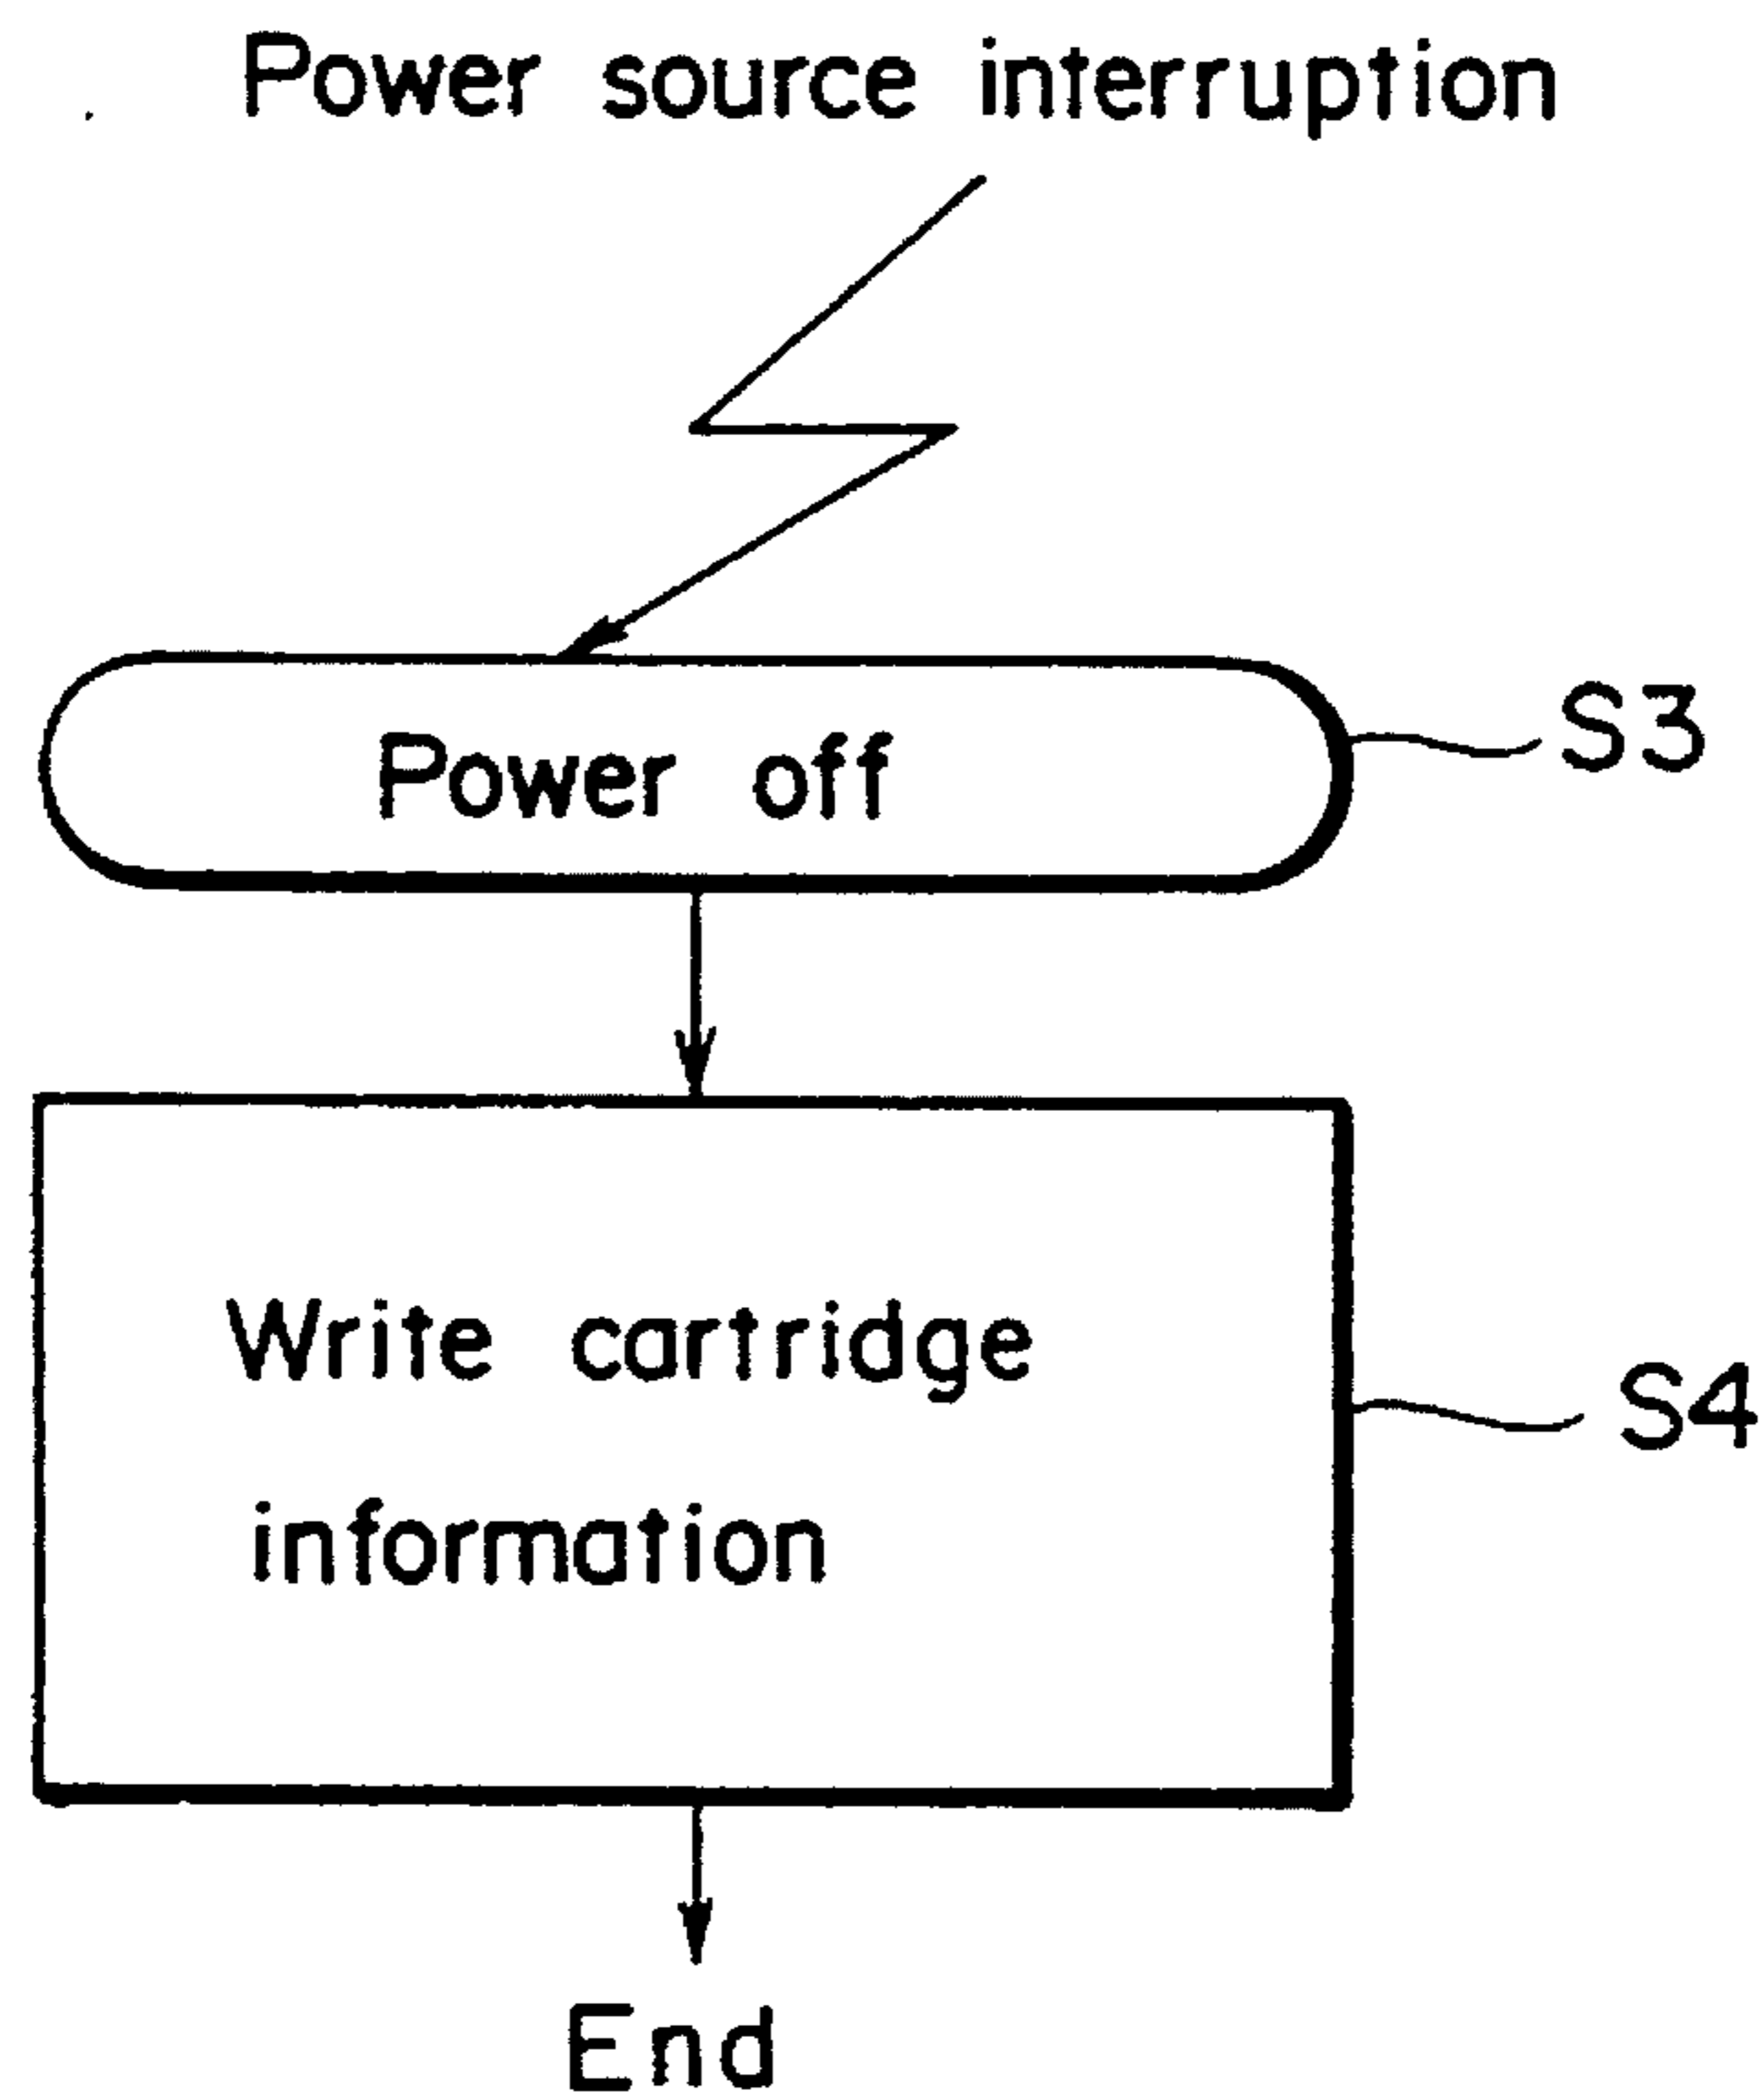 Power source interruption
Power off
S3
Write cartridge
information
S4
End